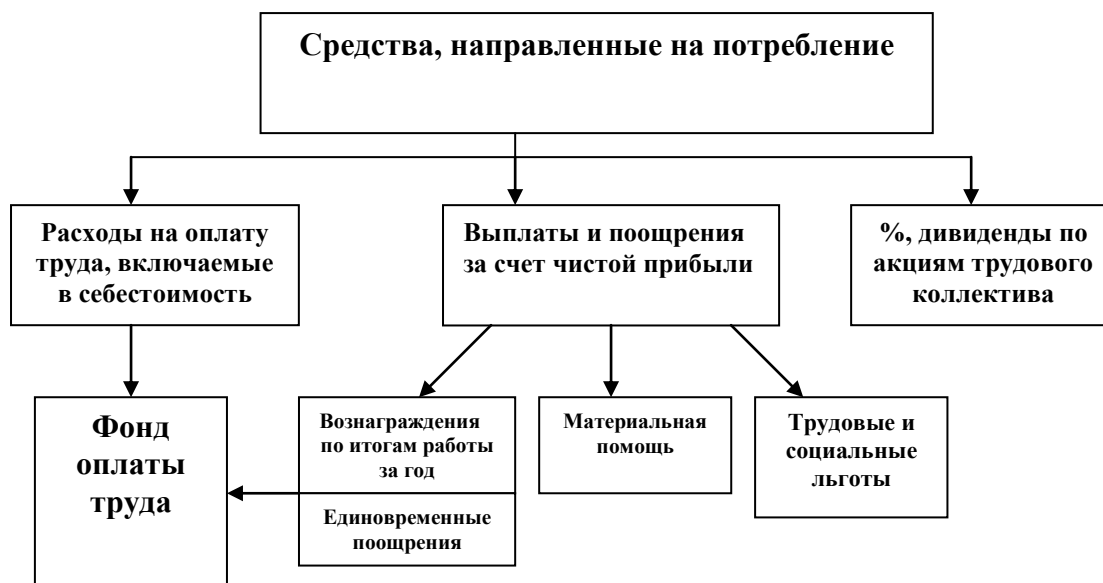 Средства, направленные на потребление
Расходы на оплату
труда, включаемые
в себестоимость
Выплаты и поощрения
за счет чистой прибыли
%, дивиденды по
акциям трудового
коллектива
Фонд
оплаты
труда
Вознаграждения
по итогам работы
за год
Единовременные
поощрения
Материальная
помощь
Трудовые и
социальные
льготы